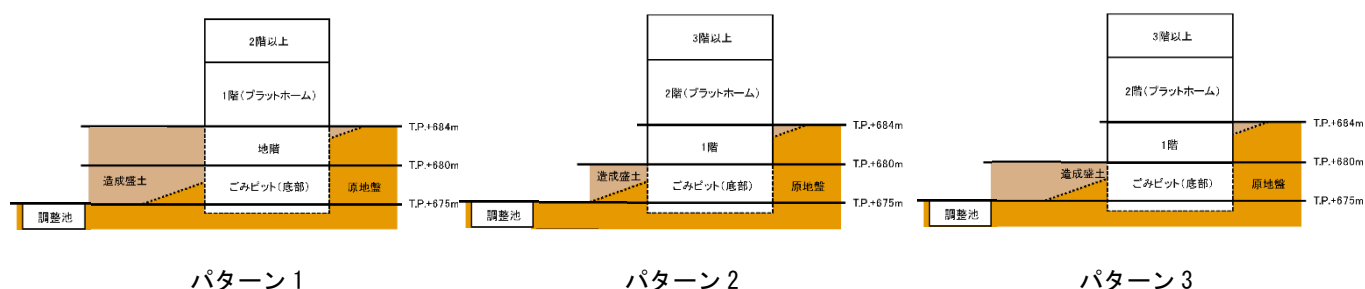 2階以上
1階(プラットホーム)
地階
ごみピット(底部)
造成盛土
原地盤
調整池
T.P.+684m
T.P.+680m
T.P.+675m
パターン 1
3階以上
2階(プラットホーム)
1階
ごみピット(底部)
造成盛土
原地盤
調整池
T.P.+684m
T.P.+680m
T.P.+675m
パターン 2
3階以上
2階(プラットホーム)
1階
ごみピット(底部)
造成盛土
原地盤
調整池
T.P.+684m
T.P.+680m
T.P.+675m
パターン 3